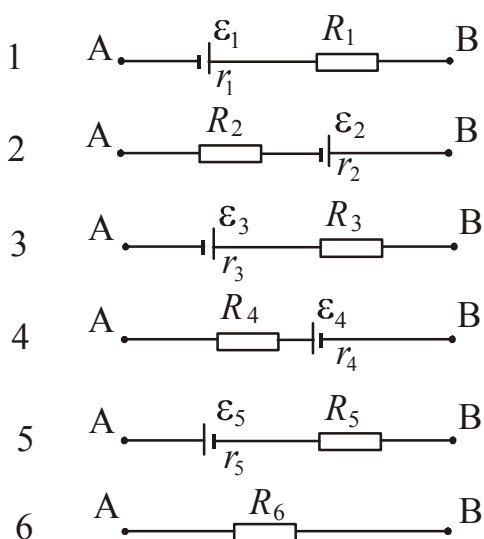 1 A ε₁ r₁ R₁ B
2 A R₂ ε₂ r₂ B
3 A ε₃ r₃ R₃ B
4 A R₄ ε₄ r₄ B
5 A ε₅ r₅ R₅ B
6 A R₆ B